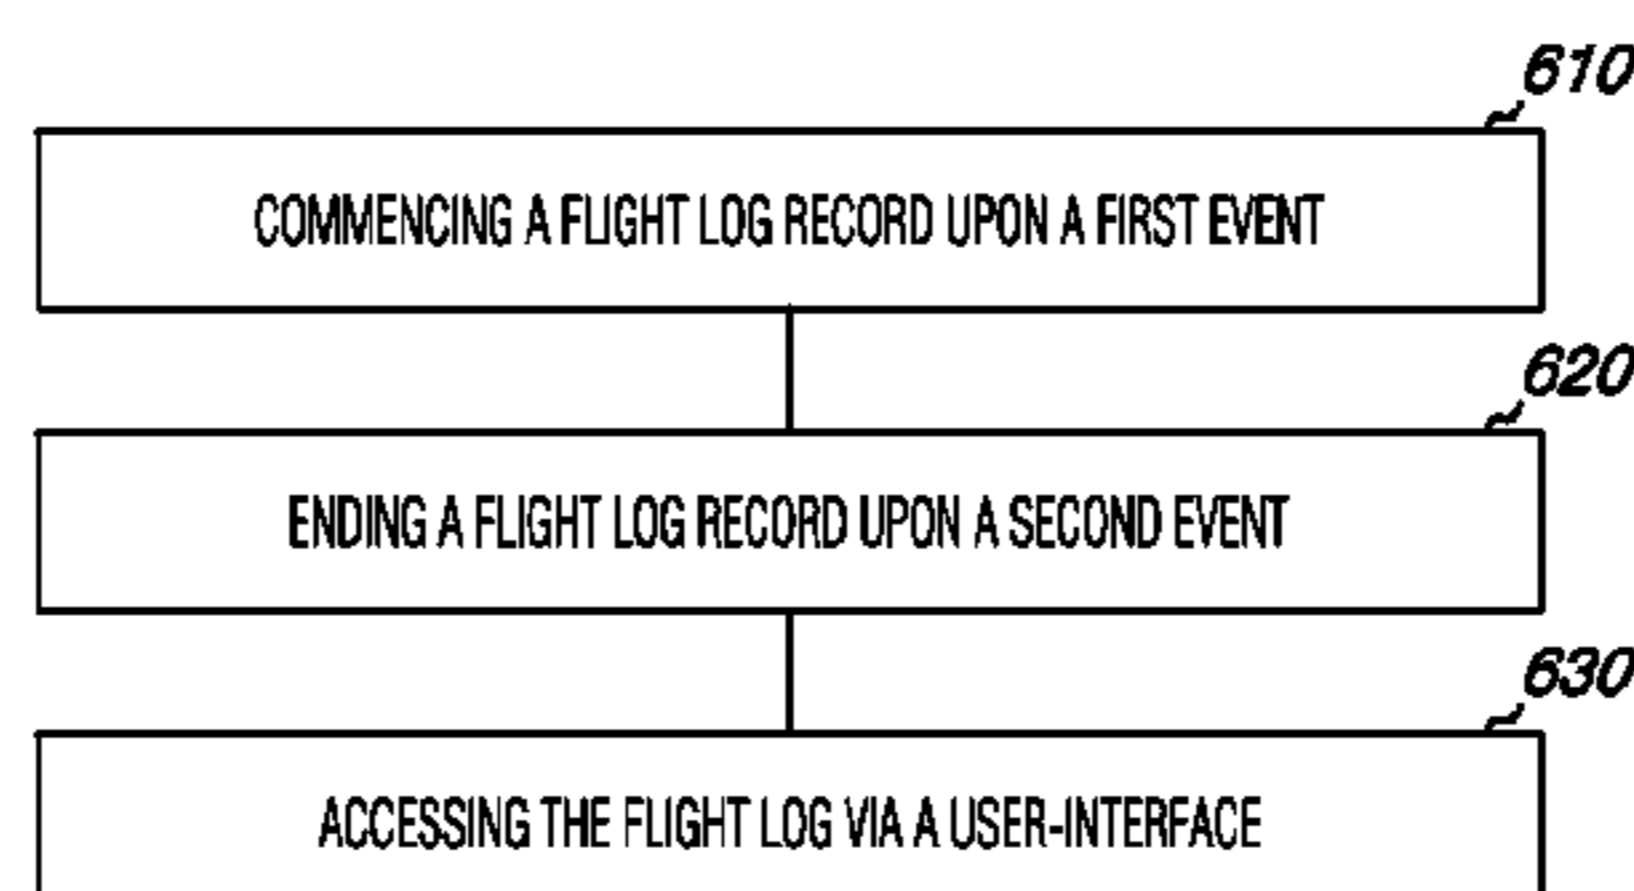 610
COMMENCING A FLIGHT LOG RECORD UPON A FIRST EVENT
620
ENDING A FLIGHT LOG RECORD UPON A SECOND EVENT
630
ACCESSING THE FLIGHT LOG VIA A USER-INTERFACE